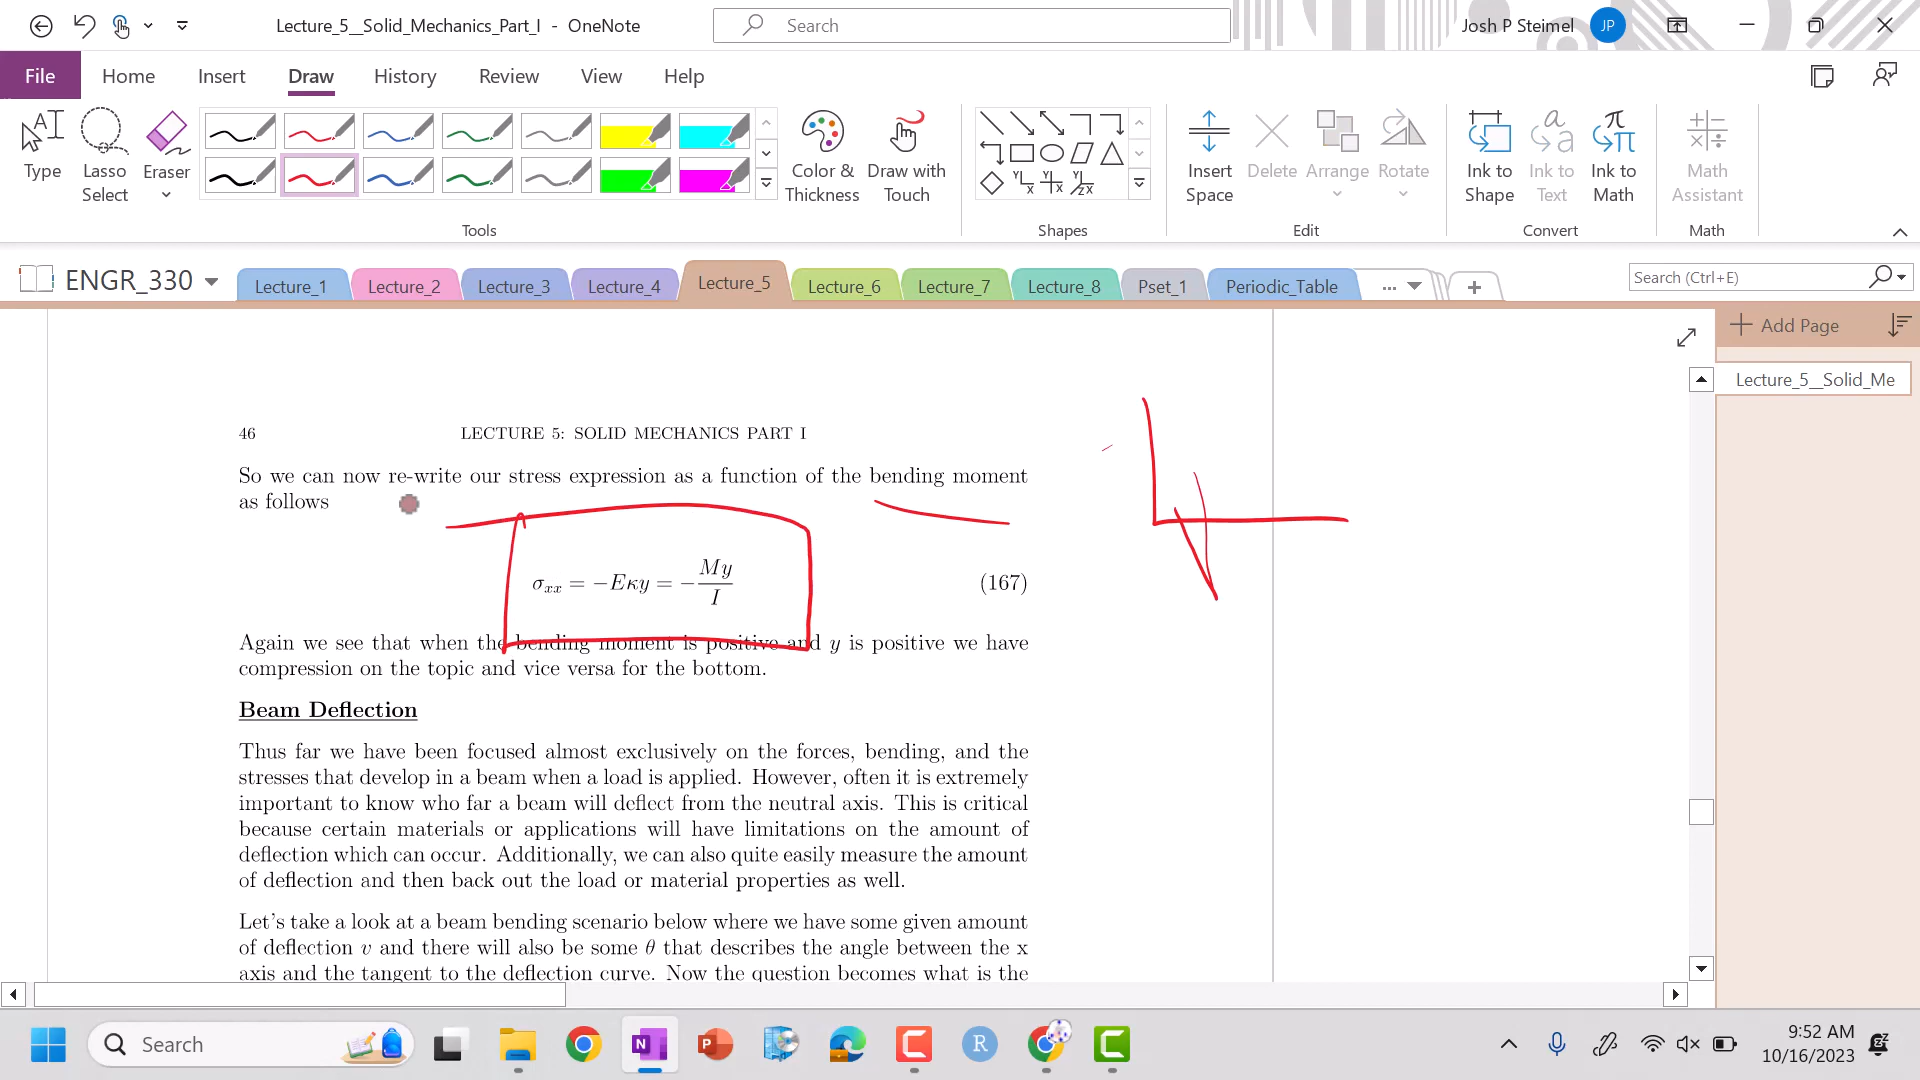 Lecture_5__Solid_Mechanics_Part_I - OneNote
Search
Josh P Steimel
JP
File
Home
Insert
Draw
History
Review
View
Help
Type
Lasso Select
Eraser
Color & Thickness
Draw with Touch
Insert Space
Delete
Arrange
Rotate
Ink to Shape
Ink to Text
Ink to Math
Math Assistant
Tools
Shapes
Edit
Convert
Math
ENGR_330
Lecture_1
Lecture_2
Lecture_3
Lecture_4
Lecture_5
Lecture_6
Lecture_7
Lecture_8
Pset_1
Periodic_Table
...
Search (Ctrl+E)
Add Page
Lecture_5__Solid_Me
46 LECTURE 5: SOLID MECHANICS PART I
So we can now re-write our stress expression as a function of the bending moment
as follows
σxx = −Eκy = −My/I (167)
Again we see that when the bending moment is positive and y is positive we have
compression on the topic and vice versa for the bottom.
Beam Deflection
Thus far we have been focused almost exclusively on the forces, bending, and the
stresses that develop in a beam when a load is applied. However, often it is extremely
important to know who far a beam will deflect from the neutral axis. This is critical
because certain materials or applications will have limitations on the amount of
deflection which can occur. Additionally, we can also quite easily measure the amount
of deflection and then back out the load or material properties as well.
Let's take a look at a beam bending scenario below where we have some given amount
of deflection v and there will also be some θ that describes the angle between the x
axis and the tangent to the deflection curve. Now the question becomes what is the
Search
9:52 AM
10/16/2023